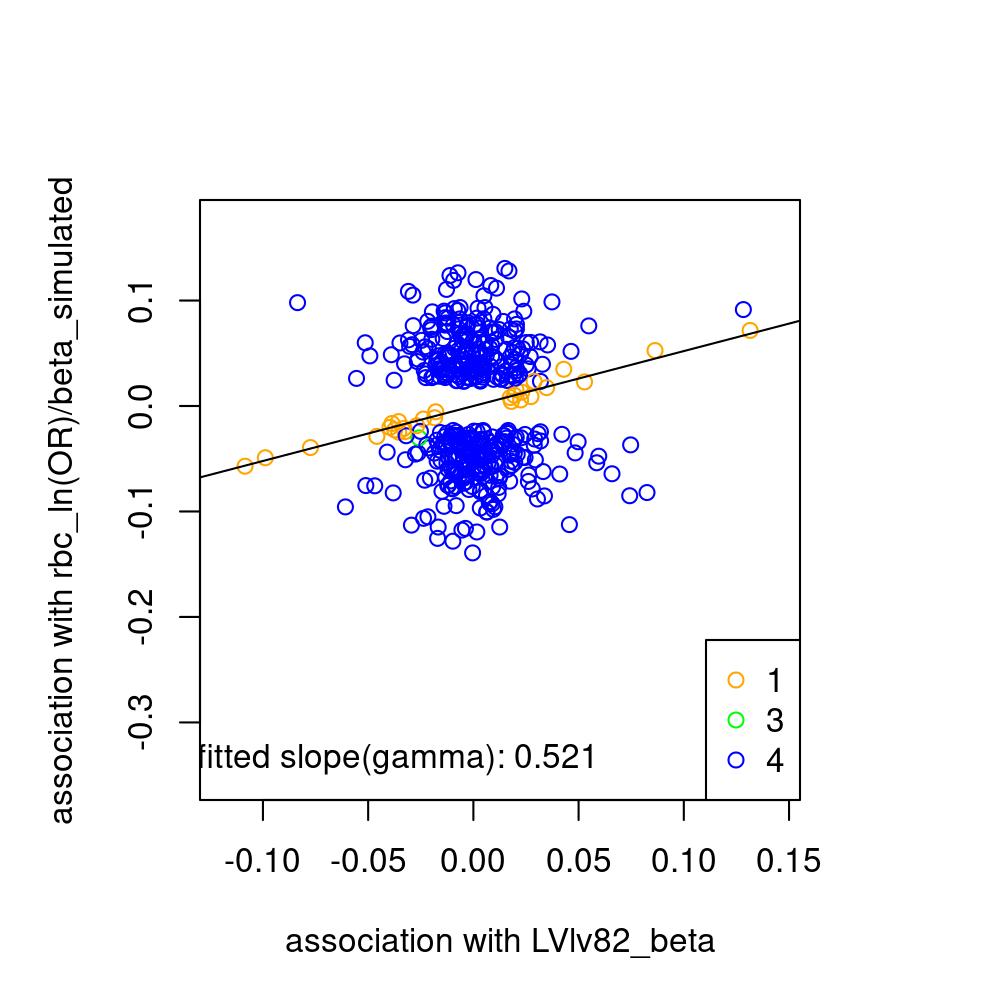 association with rbc_ln(OR)/beta_simulated
0.1
0.0
-0.1
-0.2
-0.3
fitted slope(gamma): 0.521
1
3
4
-0.10 -0.05 0.00 0.05 0.10 0.15
association with LVlv82_beta